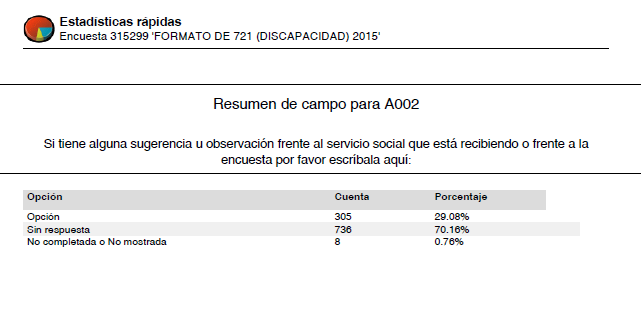 Estadísticas rápidas
Encuesta 315299 'FORMATO DE 721 (DISCAPACIDAD) 2015'
Resumen de campo para A002
Si tiene alguna sugerencia u observación frente al servicio social que está recibiendo o frente a la
encuesta por favor escríbala aquí:
Opción Cuenta Porcentaje
Opción 305 29.08%
Sin respuesta 736 70.16%
No completada o No mostrada 8 0.76%